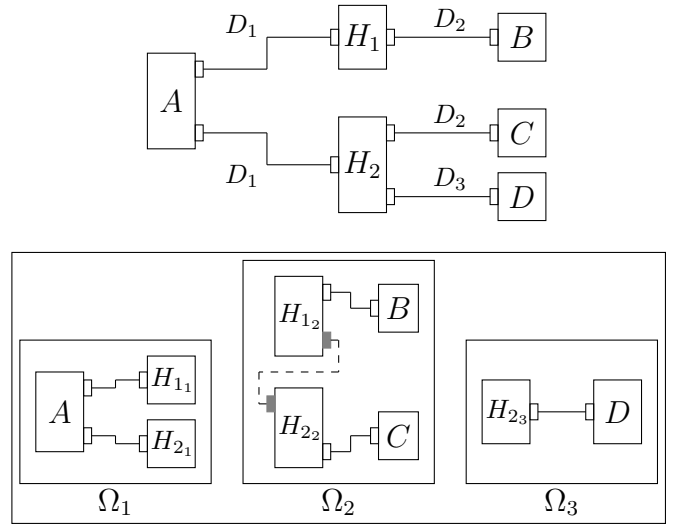 D₁ H₁ D₂ B
A
D₂ C
D₁ H₂ D₃ D
H₁₂ B
A H₁₁ H₂₁
H₂₂ C
H₂₃ D
Ω₁ Ω₂ Ω₃